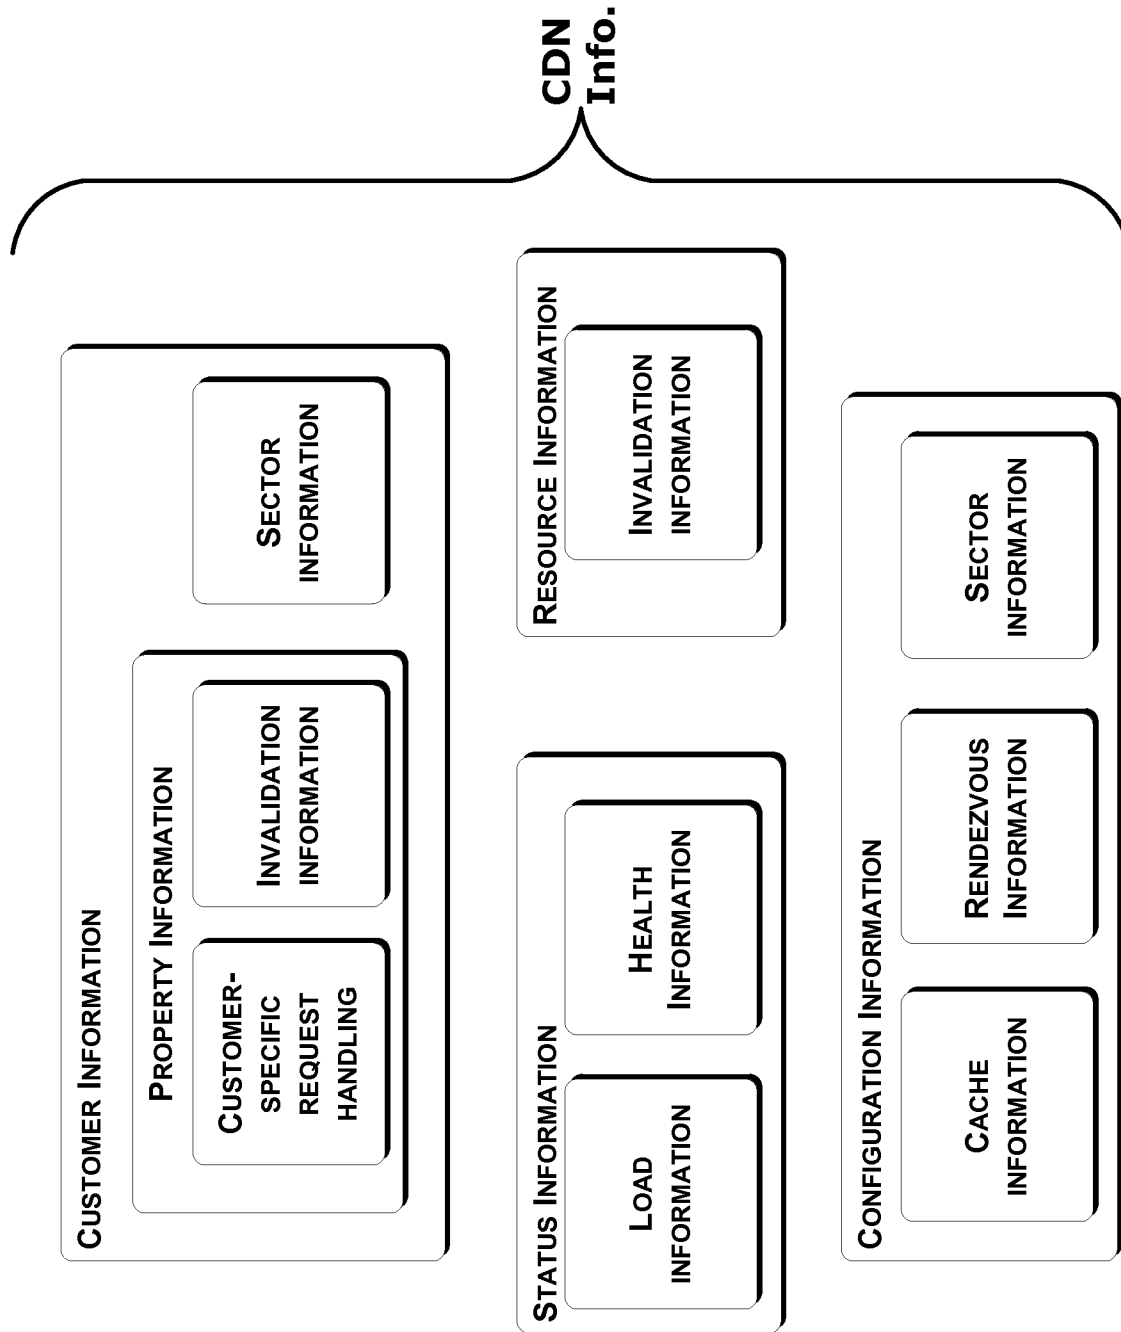 CDN
Info.
CUSTOMER INFORMATION
PROPERTY INFORMATION
CUSTOMER-
SPECIFIC
REQUEST
HANDLING
INVALIDATION
INFORMATION
SECTOR
INFORMATION
STATUS INFORMATION
LOAD
INFORMATION
HEALTH
INFORMATION
RESOURCE INFORMATION
INVALIDATION
INFORMATION
CONFIGURATION INFORMATION
CACHE
INFORMATION
RENDEZVOUS
INFORMATION
SECTOR
INFORMATION